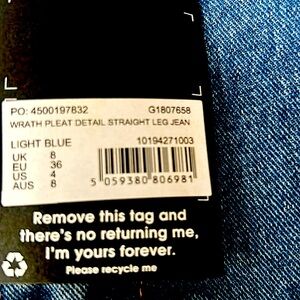 PO: 4500197832 G1807658
WRATH PLEAT DETAIL STRAIGHT LEG JEAN
LIGHT BLUE 10194271003
UK 8
EU 36
US 4
AUS 8
5 059380 806981
Remove this tag and
there's no returning me,
I'm yours forever.
Please recycle me